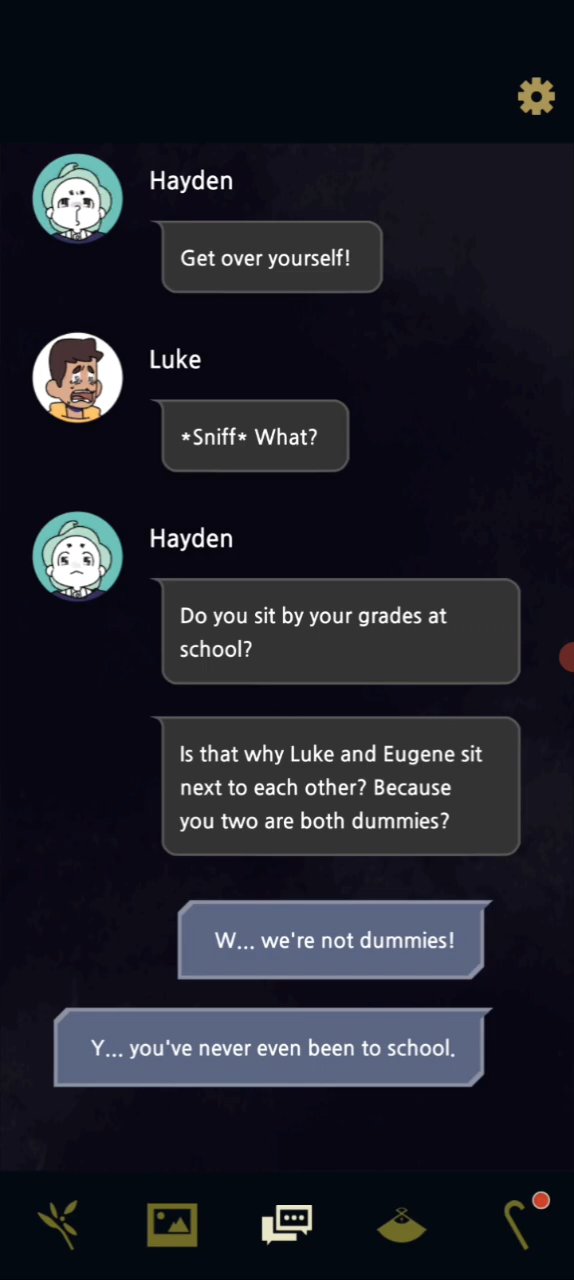 Hayden
Get over yourself!
Luke
*Sniff* What?
Hayden
Do you sit by your grades at
school?
Is that why Luke and Eugene sit
next to each other? Because
you two are both dummies?
W... we're not dummies!
Y... you've never even been to school.